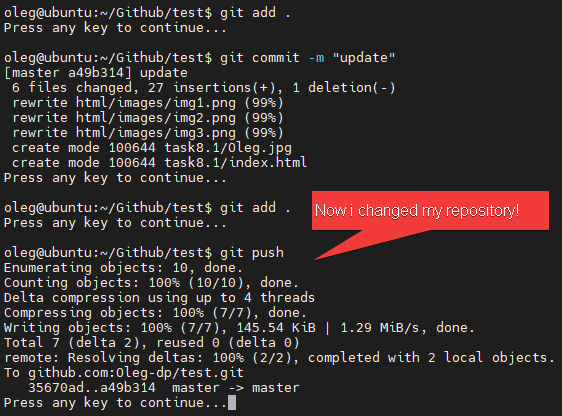 oleg@ubuntu:~/Github/test$ git add .
Press any key to continue...
oleg@ubuntu:~/Github/test$ git commit -m "update"
[master a49b314] update
 6 files changed, 27 insertions(+), 1 deletion(-)
 rewrite html/images/img1.png (99%)
 rewrite html/images/img2.png (99%)
 rewrite html/images/img3.png (99%)
 create mode 100644 task8.1/Oleg.jpg
 create mode 100644 task8.1/index.html
Press any key to continue...
oleg@ubuntu:~/Github/test$ git add .
Press any key to continue...
Now i changed my repository!
oleg@ubuntu:~/Github/test$ git push
Enumerating objects: 10, done.
Counting objects: 100% (10/10), done.
Delta compression using up to 4 threads
Compressing objects: 100% (7/7), done.
Writing objects: 100% (7/7), 145.54 KiB | 1.29 MiB/s, done.
Total 7 (delta 2), reused 0 (delta 0)
remote: Resolving deltas: 100% (2/2), completed with 2 local objects.
To github.com:Oleg-dp/test.git
   35670ad..a49b314  master -> master
Press any key to continue...